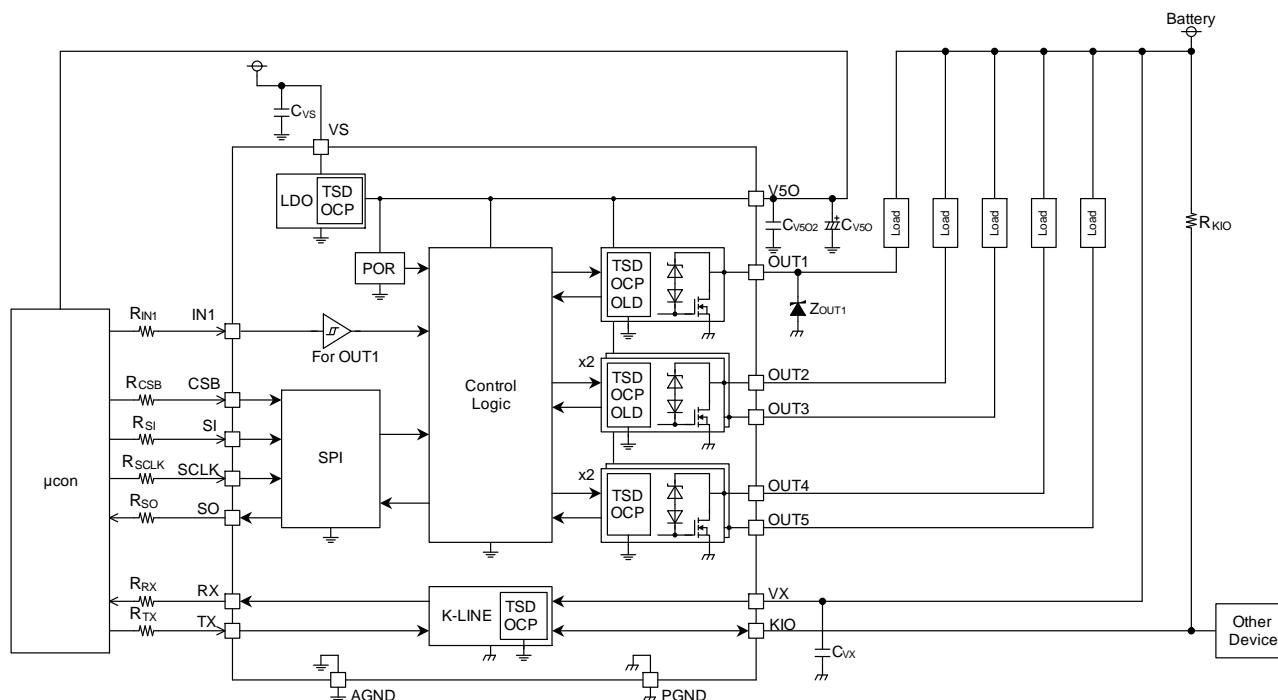 Battery
CVS
VS
LDO
TSD
OCP
V5O
CV5O2
CV5O
Load
Load
Load
Load
Load
RKIO
POR
TSD
OCP
OLD
OUT1
ZOUT1
RIN1
IN1
For OUT1
Control
Logic
x2
TSD
OCP
OLD
OUT2
OUT3
µcon
RCSB
CSB
RSI
SI
RSCLK
SCLK
RSO
SO
SPI
x2
TSD
OCP
OUT4
OUT5
RRX
RX
RTX
TX
K-LINE
TSD
OCP
VX
KIO
CVX
Other
Device
AGND
PGND